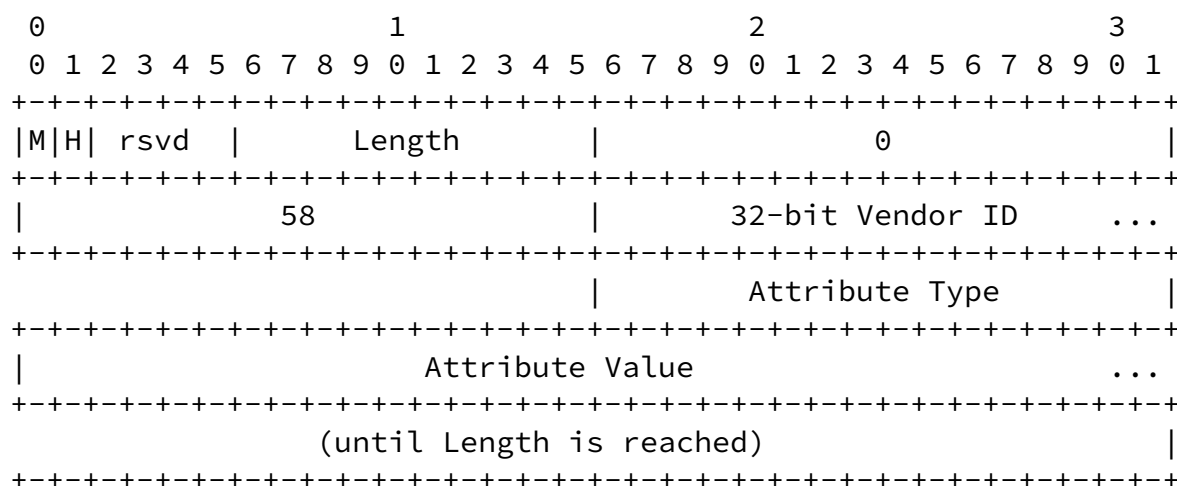 0                   1                   2                   3
 0 1 2 3 4 5 6 7 8 9 0 1 2 3 4 5 6 7 8 9 0 1 2 3 4 5 6 7 8 9 0 1
+-+-+-+-+-+-+-+-+-+-+-+-+-+-+-+-+-+-+-+-+-+-+-+-+-+-+-+-+-+-+-+-+
|M|H| rsvd  |      Length       |               0               |
+-+-+-+-+-+-+-+-+-+-+-+-+-+-+-+-+-+-+-+-+-+-+-+-+-+-+-+-+-+-+-+-+
|              58               |       32-bit Vendor ID     ...
+-+-+-+-+-+-+-+-+-+-+-+-+-+-+-+-+-+-+-+-+-+-+-+-+-+-+-+-+-+-+-+-+
                                |        Attribute Type         |
+-+-+-+-+-+-+-+-+-+-+-+-+-+-+-+-+-+-+-+-+-+-+-+-+-+-+-+-+-+-+-+-+
|                      Attribute Value                       ...
+-+-+-+-+-+-+-+-+-+-+-+-+-+-+-+-+-+-+-+-+-+-+-+-+-+-+-+-+-+-+-+-+
                 (until Length is reached)                      |
+-+-+-+-+-+-+-+-+-+-+-+-+-+-+-+-+-+-+-+-+-+-+-+-+-+-+-+-+-+-+-+-+